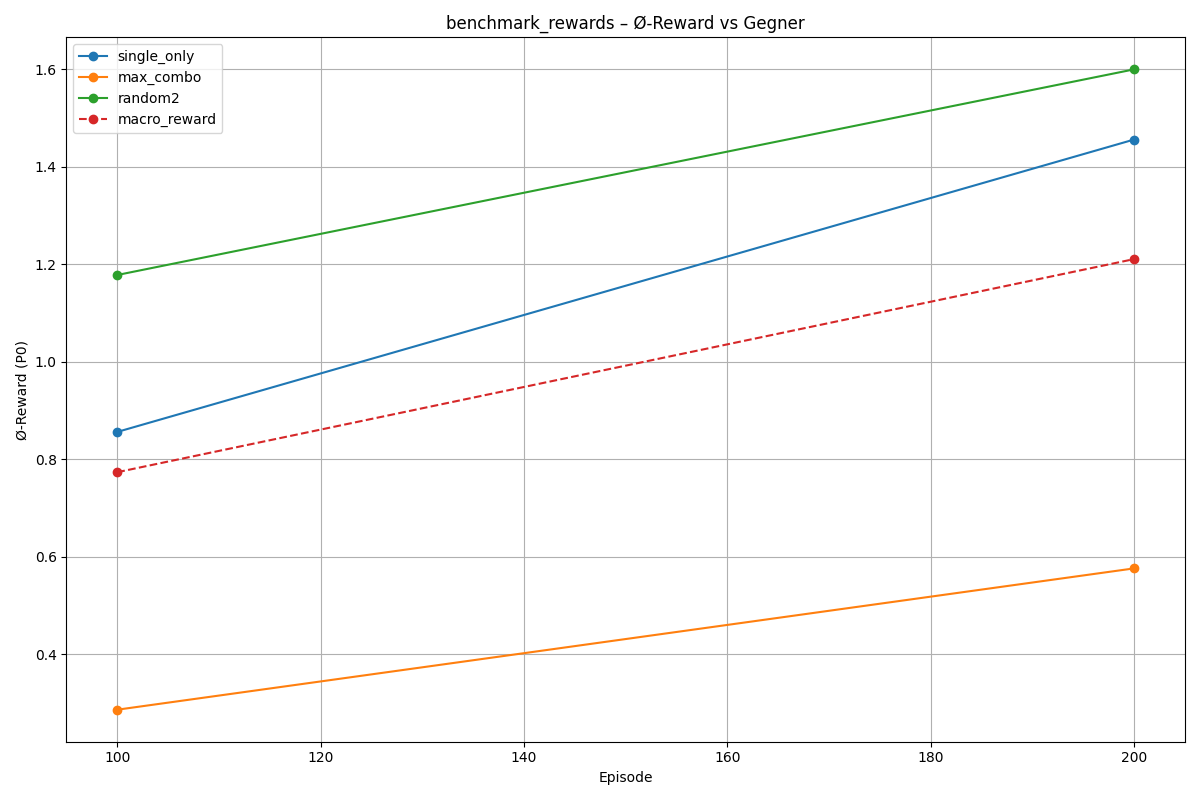 benchmark_rewards – Ø-Reward vs Gegner
single_only
max_combo
random2
macro_reward
Ø-Reward (P0)
1.6
1.4
1.2
1.0
0.8
0.6
0.4
100 120 140 160 180 200
Episode